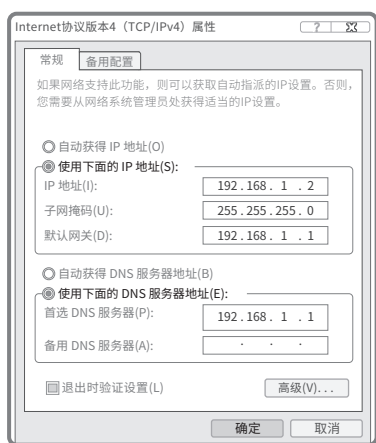 Internet协议版本4（TCP/IPv4）属性
常规 备用配置
如果网络支持此功能，则可以获取自动指派的IP设置。否则，
您需要从网络系统管理员处获得适当的IP设置。
自动获得 IP 地址(O)
使用下面的 IP 地址(S):
IP 地址(I): 192.168. 1 . 2
子网掩码(U): 255.255.255. 0
默认网关(D): 192.168. 1 . 1
自动获得 DNS 服务器地址(B)
使用下面的 DNS 服务器地址(E):
首选 DNS 服务器(P): 192.168. 1 . 1
备用 DNS 服务器(A): . . .
退出时验证设置(L) 高级(V)...
确定 取消